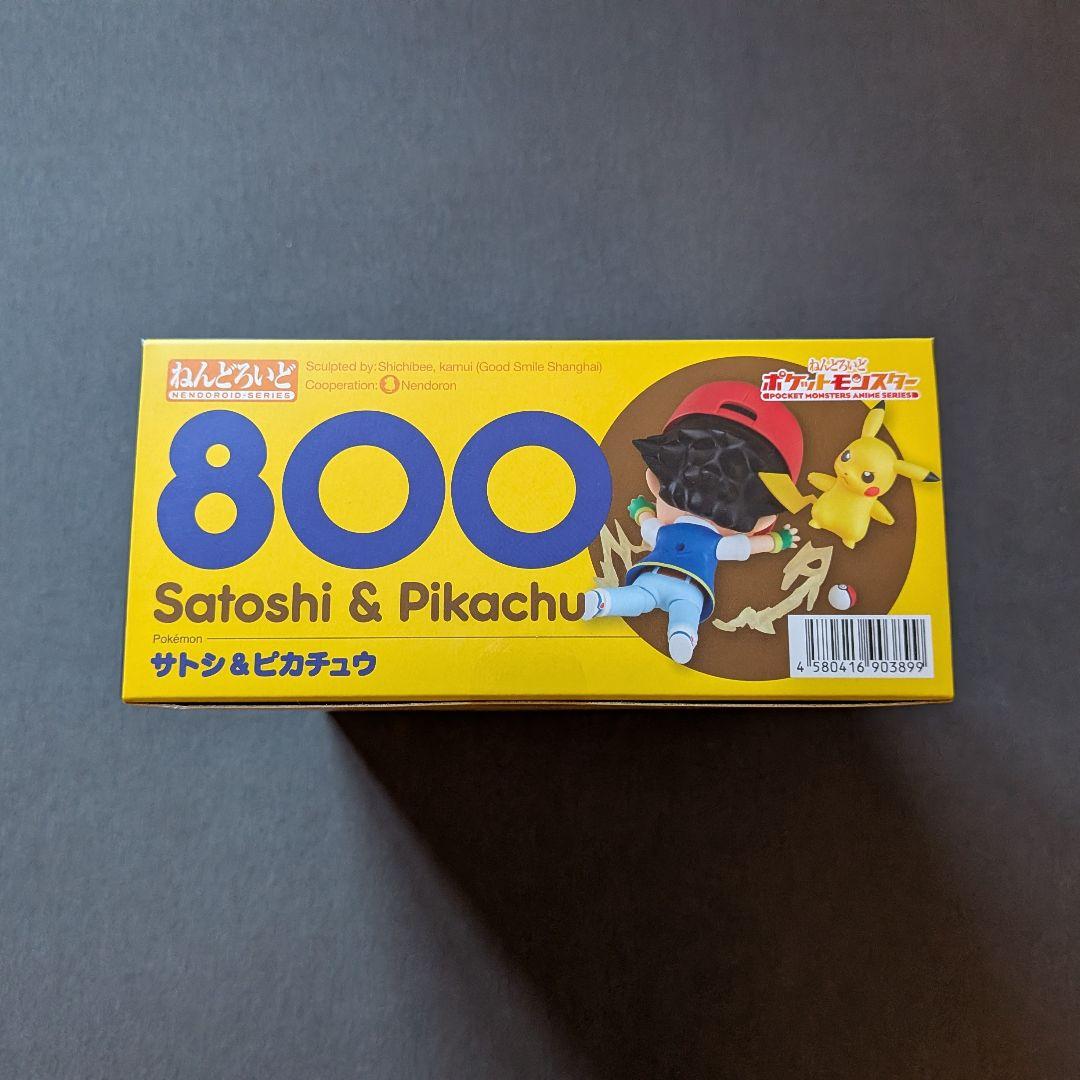 ねんどろいど
NENDOROID-SERIES
Sculpted by: Shichibee, kamui (Good Smile Shanghai)
Cooperation: Nendoron
ねんどろいど
ポケットモンスター
POCKET MONSTERS ANIME SERIES
800
Satoshi & Pikachu
Pokémon
サトシ&ピカチュウ
4 580416 903899